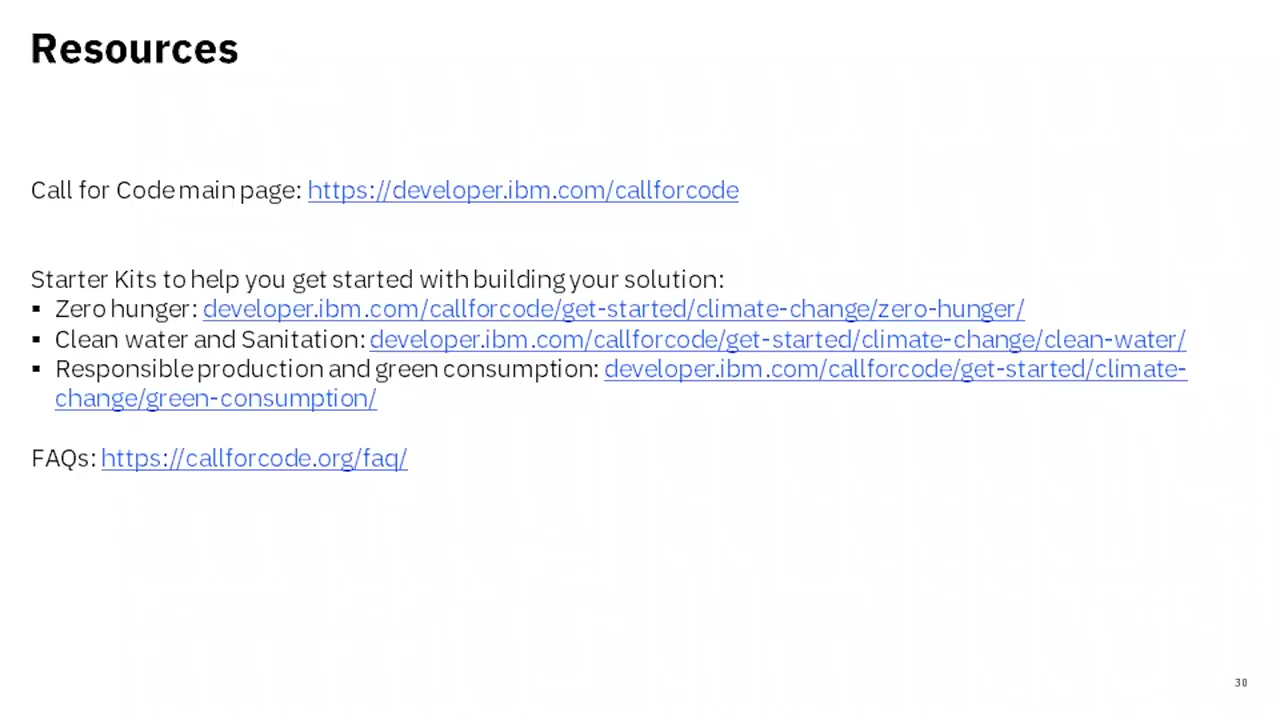 Resources
Call for Code main page: https://developer.ibm.com/callforcode
Starter Kits to help you get started with building your solution:
▪ Zero hunger: developer.ibm.com/callforcode/get-started/climate-change/zero-hunger/
▪ Clean water and Sanitation: developer.ibm.com/callforcode/get-started/climate-change/clean-water/
▪ Responsible production and green consumption: developer.ibm.com/callforcode/get-started/climate-
change/green-consumption/
FAQs: https://callforcode.org/faq/
30